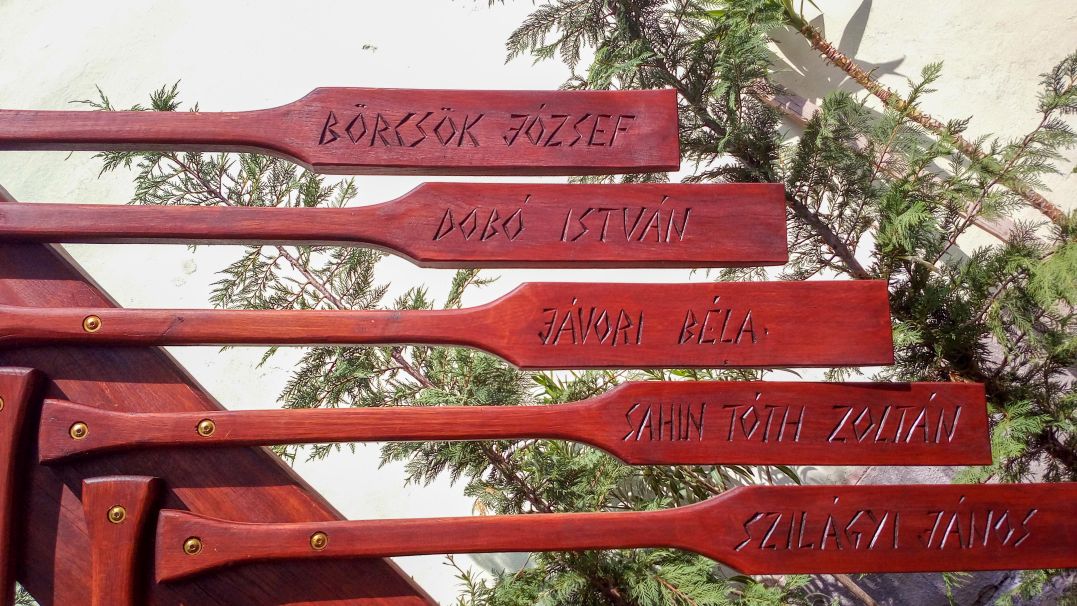 BÖRCSÖK JÓZSEF
DOBÓ ISTVÁN
JÁVORI BÉLA.
SAHIN TÓTH ZOLTÁN
SZILÁGYI JÁNOS